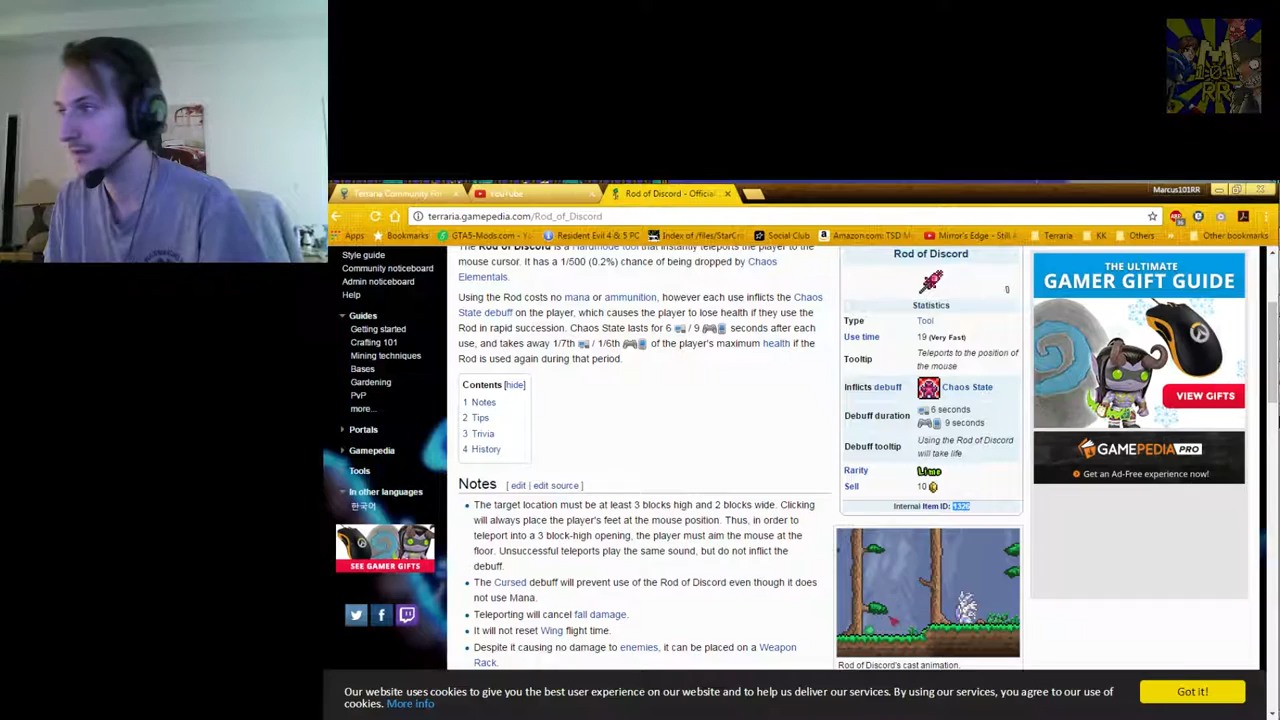 M
101
RR
Terraria Community For
YouTube
Rod of Discord - Official
Marcus101RR
terraria.gamepedia.com/Rod_of_Discord
Apps
Bookmarks
GTA5-Mods.com - Yo
Resident Evil 4 & 5 PC
Index of /files/StarCra
Social Club
Amazon.com: TSD M
Mirror's Edge - Still A
Terraria
KK
Others
Other bookmarks
Style guide
Community noticeboard
Admin noticeboard
Help
Guides
Getting started
Crafting 101
Mining techniques
Bases
Gardening
PvP
more...
Portals
Gamepedia
Tools
In other languages
한국어
SEE GAMER GIFTS
The Rod of Discord is a Hardmode tool that instantly teleports the player to the
mouse cursor. It has a 1/500 (0.2%) chance of being dropped by Chaos
Elementals.
Using the Rod costs no mana or ammunition, however each use inflicts the Chaos
State debuff on the player, which causes the player to lose health if they use the
Rod in rapid succession. Chaos State lasts for 6 / 9 seconds after each
use, and takes away 1/7th / 1/6th of the player's maximum health if the
Rod is used again during that period.
Contents [hide]
1 Notes
2 Tips
3 Trivia
4 History
Notes [ edit | edit source ]
The target location must be at least 3 blocks high and 2 blocks wide. Clicking
will always place the player's feet at the mouse position. Thus, in order to
teleport into a 3 block-high opening, the player must aim the mouse at the
floor. Unsuccessful teleports play the same sound, but do not inflict the
debuff.
The Cursed debuff will prevent use of the Rod of Discord even though it does
not use Mana.
Teleporting will cancel fall damage.
It will not reset Wing flight time.
Despite it causing no damage to enemies, it can be placed on a Weapon
Rack.
Rod of Discord
Statistics
Type Tool
Use time 19 (Very Fast)
Tooltip Teleports to the position of
the mouse
Inflicts debuff Chaos State
Debuff duration 6 seconds
9 seconds
Debuff tooltip Using the Rod of Discord
will take life
Rarity Lime
Sell 10
Internal Item ID: 1326
Rod of Discord's cast animation.
THE ULTIMATE
GAMER GIFT GUIDE
VIEW GIFTS
GAMEPEDIA PRO
Get an Ad-Free experience now!
Our website uses cookies to give you the best user experience on our website and to help us deliver our services. By using our services, you agree to our use of
cookies. More info
Got it!